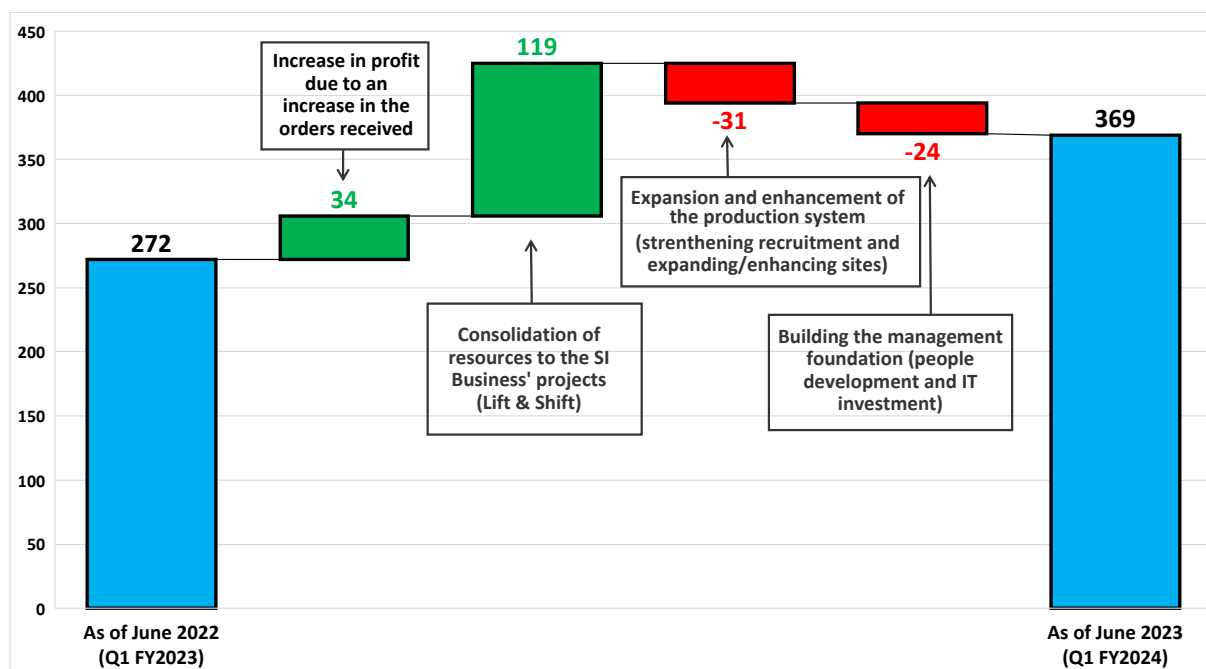 450
400
350
300
250
200
150
100
50
0
272
Increase in profit
due to an
increase in the
orders received
34
119
Consolidation of
resources to the SI
Business' projects
(Lift & Shift)
-31
Expansion and enhancement of
the production system
(strenthening recruitment and
expanding/enhancing sites)
-24
Building the management
foundation (people
development and IT
investment)
369
As of June 2022
(Q1 FY2023)
As of June 2023
(Q1 FY2024)